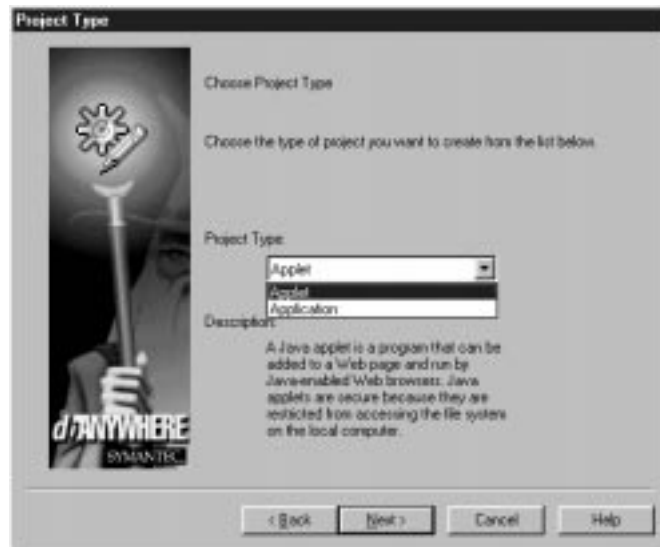 Project Type
Choose Project Type
Choose the type of project you want to create from the list below.
Project Type:
Applet
Applet
Application
Description:
A Java applet is a program that can be
added to a Web page and run by
Java-enabled Web browsers. Java
applets are secure because they are
restricted from accessing the file system
on the local computer.
dbANYWHERE
SYMANTEC.
< Back
Next >
Cancel
Help